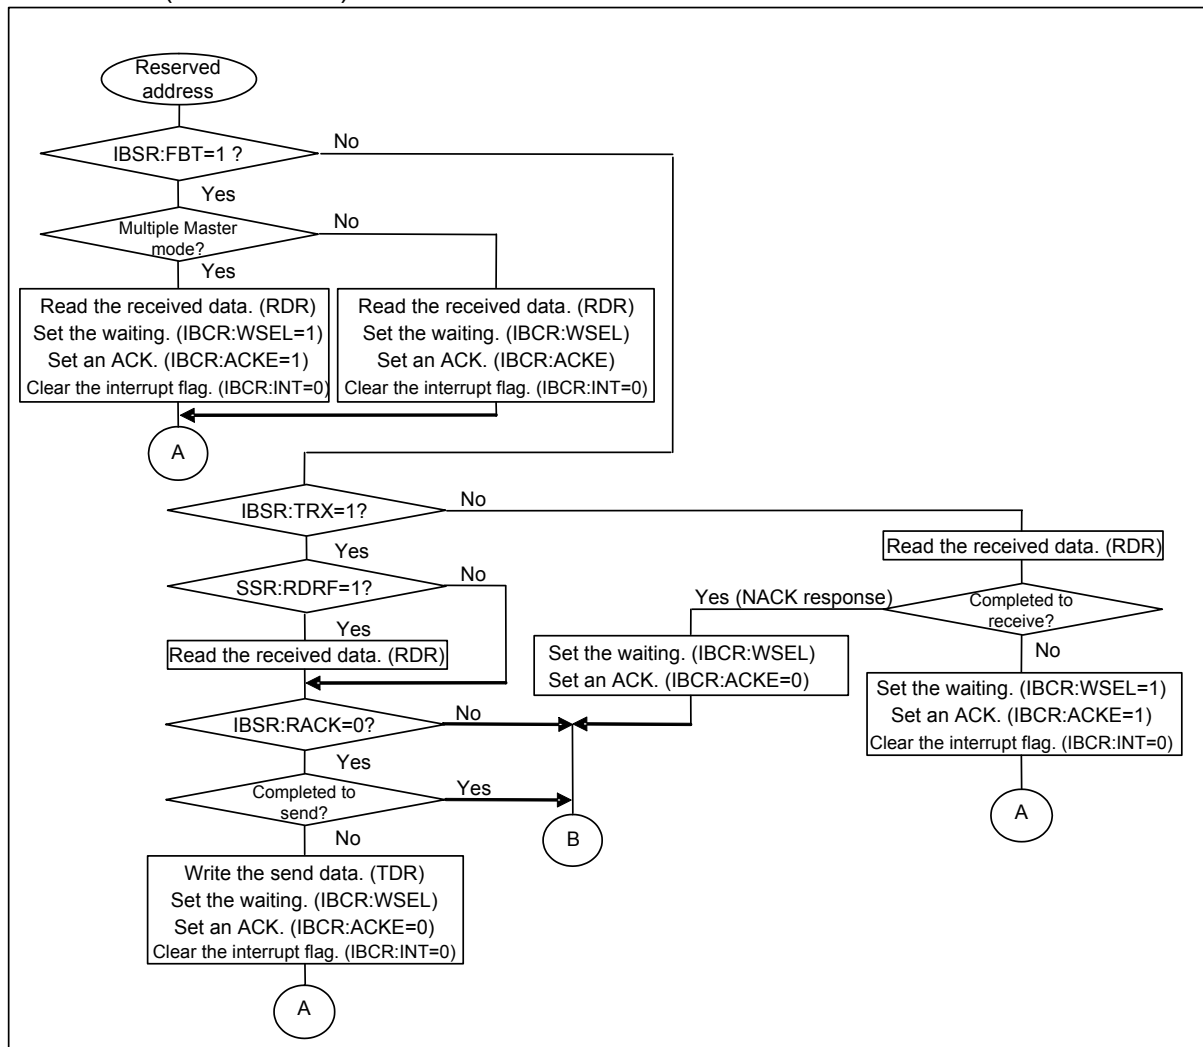 Reserved
address
IBSR:FBT=1 ?
No
Yes
Multiple Master
mode?
No
Yes
Read the received data. (RDR)
Set the waiting. (IBCR:WSEL=1)
Set an ACK. (IBCR:ACKE=1)
Clear the interrupt flag. (IBCR:INT=0)
Read the received data. (RDR)
Set the waiting. (IBCR:WSEL)
Set an ACK. (IBCR:ACKE)
Clear the interrupt flag. (IBCR:INT=0)
A
IBSR:TRX=1?
No
Yes
SSR:RDRF=1?
No
Yes
Read the received data. (RDR)
IBSR:RACK=0?
No
Yes
Completed to
send?
Yes
No
Write the send data. (TDR)
Set the waiting. (IBCR:WSEL)
Set an ACK. (IBCR:ACKE=0)
Clear the interrupt flag. (IBCR:INT=0)
A
Read the received data. (RDR)
Completed to
receive?
Yes (NACK response)
Set the waiting. (IBCR:WSEL)
Set an ACK. (IBCR:ACKE=0)
B
No
Set the waiting. (IBCR:WSEL=1)
Set an ACK. (IBCR:ACKE=1)
Clear the interrupt flag. (IBCR:INT=0)
A